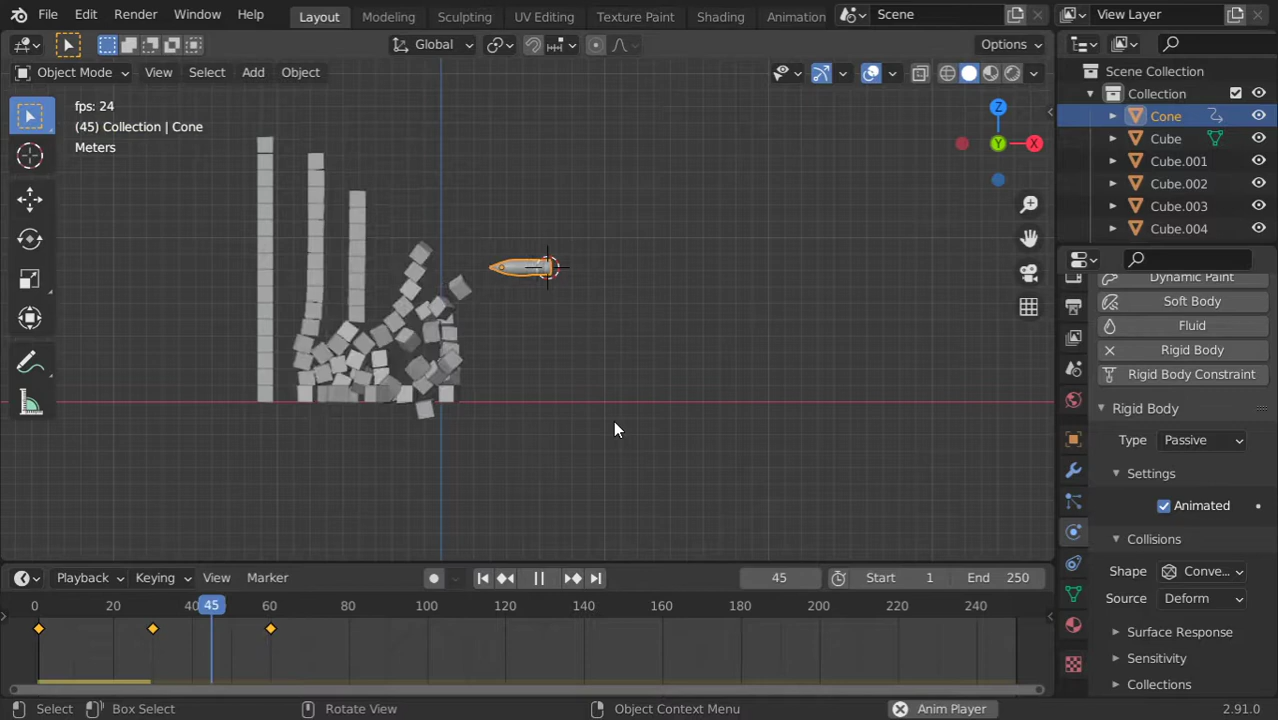 File Edit Render Window Help Layout Modeling Sculpting UV Editing Texture Paint Shading Animation Scene View Layer
Global Options
Object Mode View Select Add Object
Scene Collection
Collection
Cone
Cube
Cube.001
Cube.002
Cube.003
Cube.004
fps: 24
(45) Collection | Cone
Meters
Z
Y
X
Dynamic Paint
Soft Body
Fluid
Rigid Body
Rigid Body Constraint
Rigid Body
Type Passive
Settings
Animated
Collisions
Shape Conve...
Source Deform
Surface Response
Sensitivity
Collections
Playback Keying View Marker 45 Start 1 End 250
0 20 40 45 60 80 100 120 140 160 180 200 220 240
Select Box Select Rotate View Object Context Menu Anim Player 2.91.0